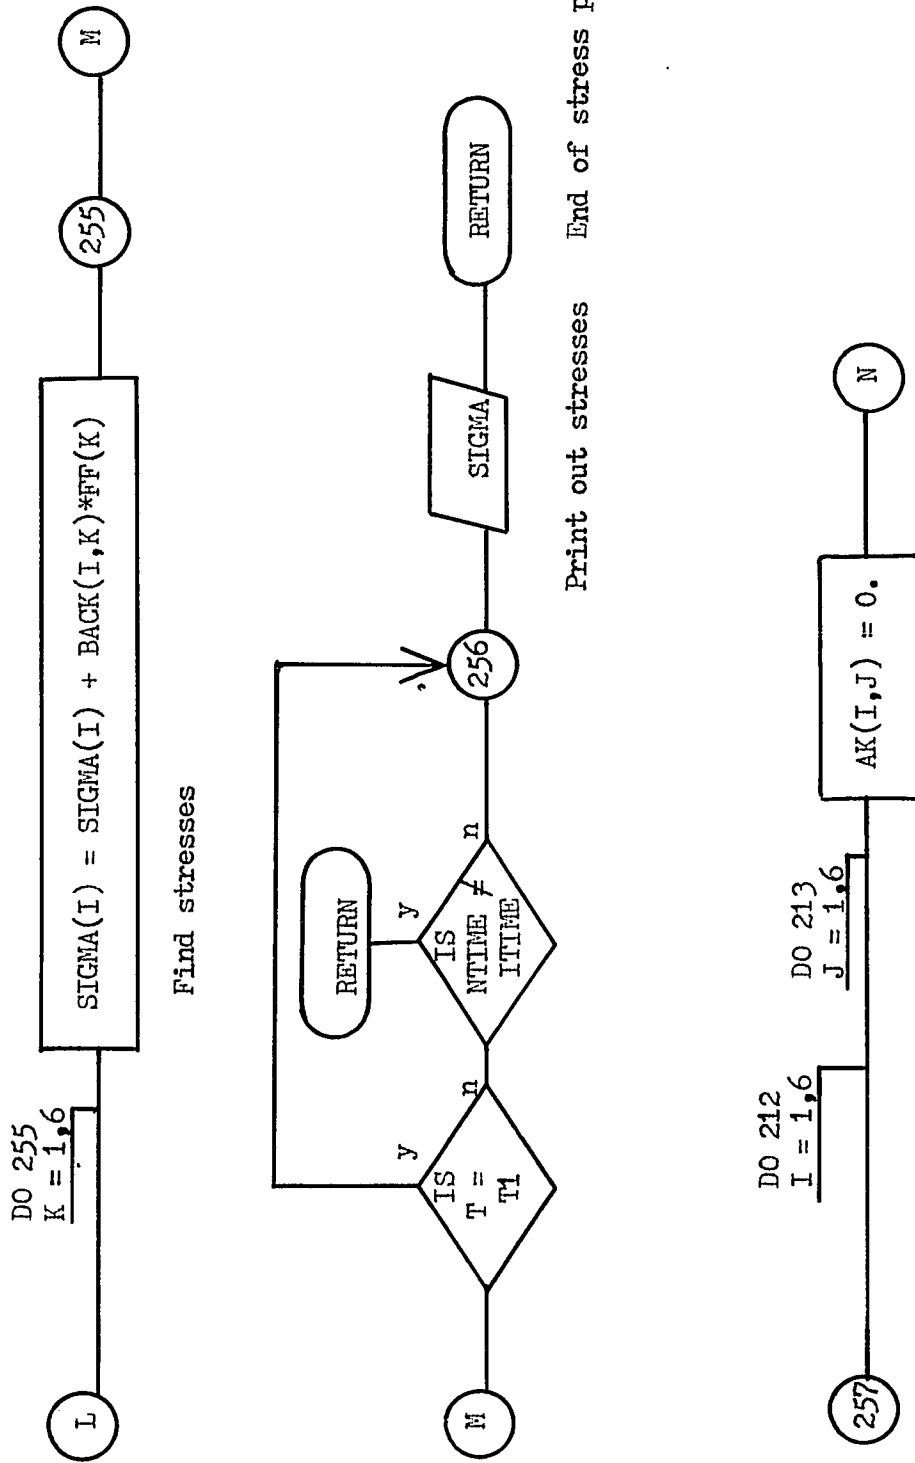 L
DO 255
K = 1,6
SIGMA(I) = SIGMA(I) + BACK(I,K)*FF(K)
255
M
Find stresses
M
IS
T =
T1
y
n
RETURN
IS
NTIME ≠
ITIME
y
n
256
SIGMA
RETURN
Print out stresses
End of stress
257
DO 212
I = 1,6
DO 213
J = 1,6
AK(I,J) = 0.
N